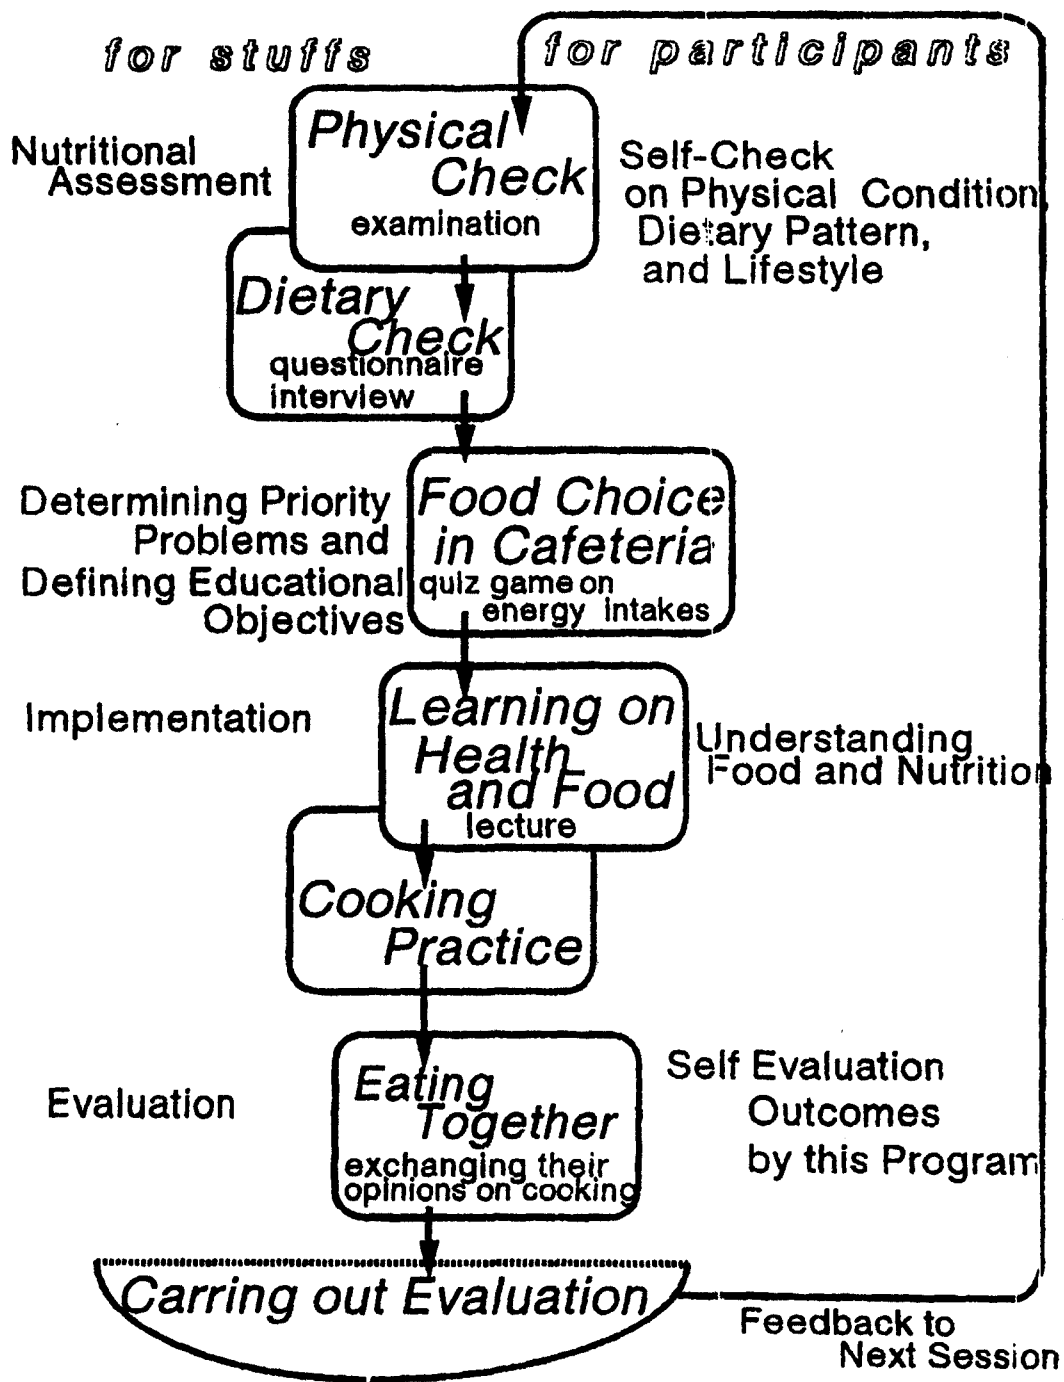 for stuffs
for participants
Physical
Check
examination
Nutritional
Assessment
Self-Check
on Physical Condition,
Dietary Pattern,
and Lifestyle
Dietary
Check
questionnaire
interview
Determining Priority
Problems and
Defining Educational
Objectives
Food Choice
in Cafeteria
quiz game on
energy intakes
Implementation
Learning on
Health
and Food
lecture
Understanding
Food and Nutrition
Cooking
Practice
Evaluation
Eating
Together
exchanging their
opinions on cooking
Self Evaluation
Outcomes
by this Program
Carring out Evaluation
Feedback to
Next Session